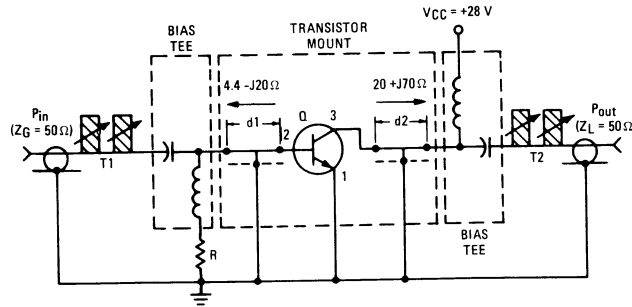 VCC = +28 V
BIAS
TEE
TRANSISTOR
MOUNT
4.4 -J20Ω
20 +J70Ω
Pin
(ZG = 50Ω)
T1
d1
2
Q
3
1
d2
Pout
(ZL = 50Ω
T2
R
BIAS
TEE